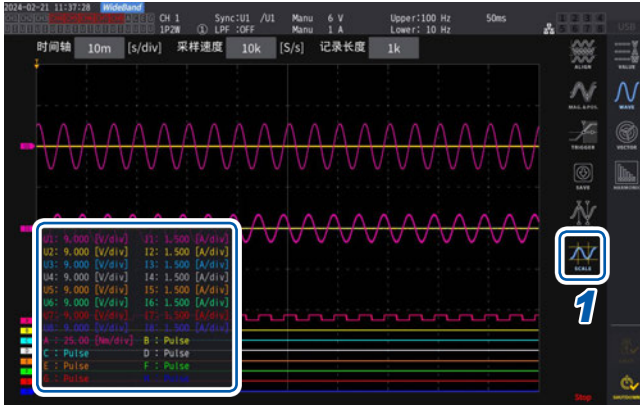 2024-02-21 11:37:28 WideBand
CH 1 Sync:U1 /U1 Manu 6 V Upper:100 Hz 50ms
1P2W ① LPF :OFF Manu 1 A Lower: 10 Hz
USB
时间轴 10m [s/div] 采样速度 10k [S/s] 记录长度 1k
ALIGN
VALUE
MAG.&POS.
WAVE
TRIGGER
VECTOR
SAVE
HARMONIC
SCALE
1
U1: 9.000 [V/div] I1: 1.500 [A/div]
U2: 9.000 [V/div] I2: 1.500 [A/div]
U3: 9.000 [V/div] I3: 1.500 [A/div]
U4: 9.000 [V/div] I4: 1.500 [A/div]
U5: 9.000 [V/div] I5: 1.500 [A/div]
U6: 9.000 [V/div] I6: 1.500 [A/div]
U7: 9.000 [V/div] I7: 1.500 [A/div]
U8: 9.000 [V/div] I8: 1.500 [A/div]
A : 25.00 [Nm/div] B : Pulse
C : Pulse D : Pulse
E : Pulse F : Pulse
G : Pulse H : Pulse
Stop
SHUTDOWN